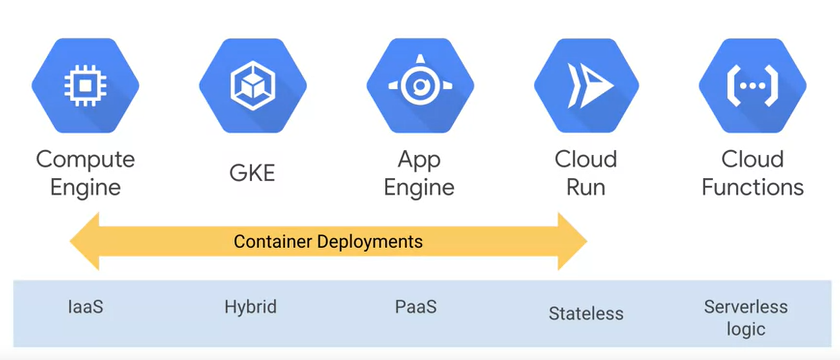 Compute
Engine
GKE
App
Engine
Cloud
Run
Cloud
Functions
Container Deployments
IaaS
Hybrid
PaaS
Stateless
Serverless
logic